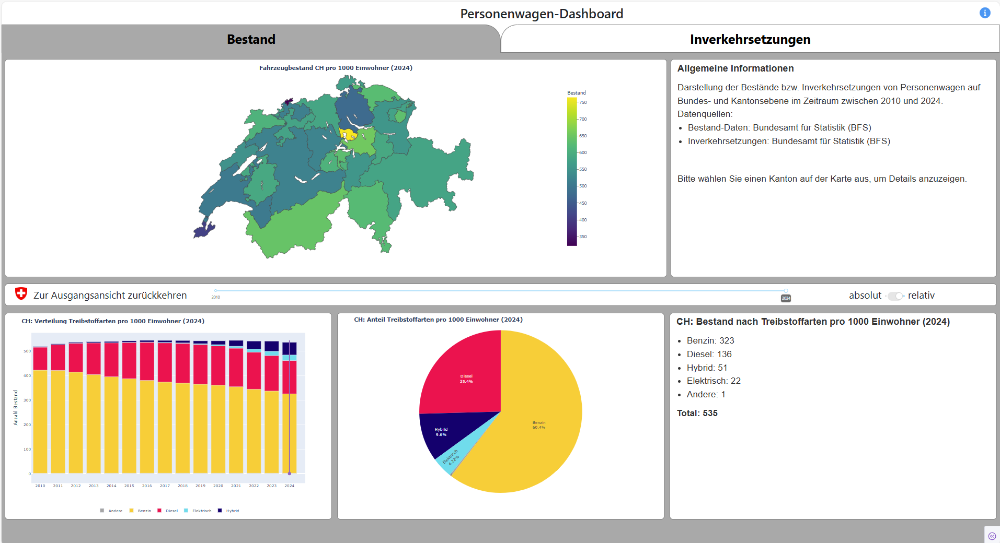 Personenwagen-Dashboard
Bestand
Inverkehrsetzungen
Fahrzeugbestand CH pro 1000 Einwohner (2024)
Bestand
750
700
650
600
550
500
450
400
350
Allgemeine Informationen
Darstellung der Bestände bzw. Inverkehrsetzungen von Personenwagen auf
Bundes- und Kantonsebene im Zeitraum zwischen 2010 und 2024.
Datenquellen:
• Bestand-Daten: Bundesamt für Statistik (BFS)
• Inverkehrsetzungen: Bundesamt für Statistik (BFS)
Bitte wählen Sie einen Kanton auf der Karte aus, um Details anzuzeigen.
Zur Ausgangsansicht zurückkehren
2010
2024
absolut relativ
CH: Verteilung Treibstoffarten pro 1000 Einwohner (2024)
Anzahl Bestand
500
400
300
200
100
0
2010 2011 2012 2013 2014 2015 2016 2017 2018 2019 2020 2021 2022 2023 2024
Andere Benzin Diesel Elektrisch Hybrid
CH: Anteil Treibstoffarten pro 1000 Einwohner (2024)
Diesel
25.4%
Benzin
60.4%
Hybrid
9.6%
Elektrisch
4.22%
CH: Bestand nach Treibstoffarten pro 1000 Einwohner (2024)
• Benzin: 323
• Diesel: 136
• Hybrid: 51
• Elektrisch: 22
• Andere: 1
Total: 535